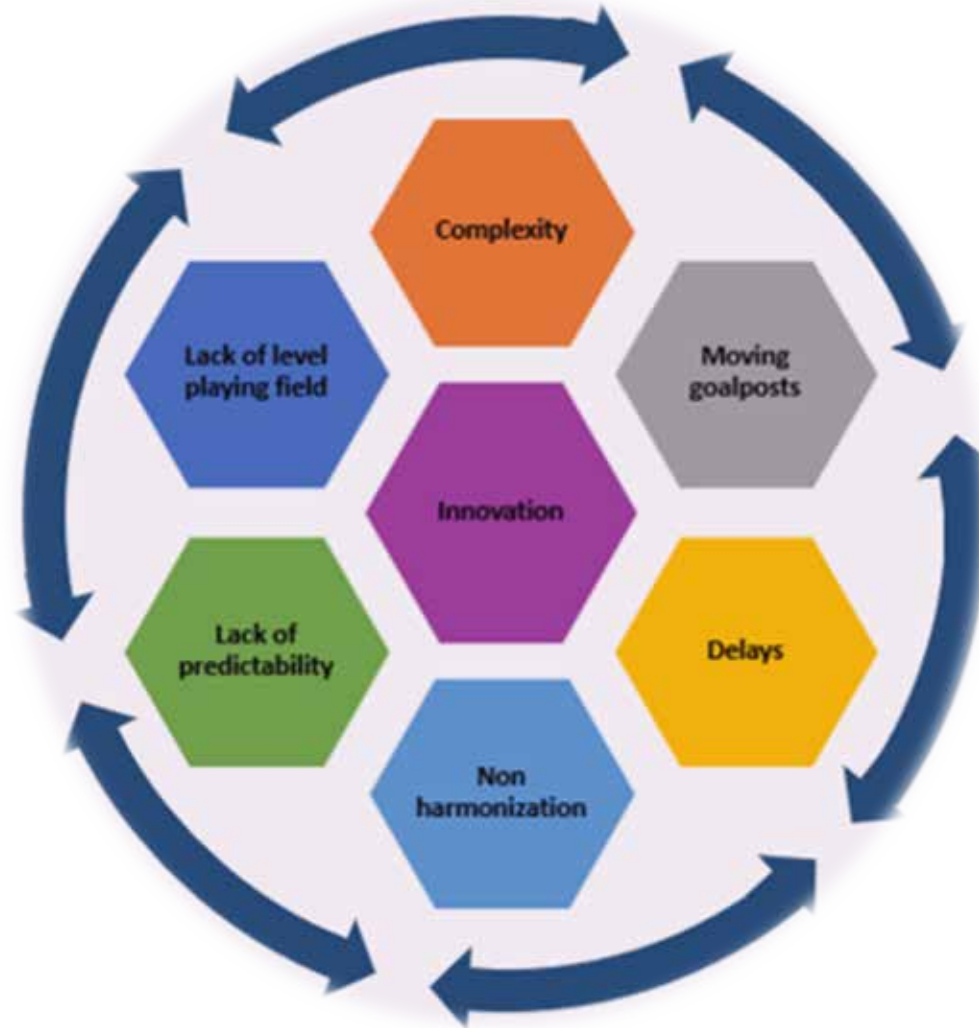 Complexity
Lack of level
playing field
Moving
goalposts
Innovation
Lack of
predictability
Delays
Non
harmonization